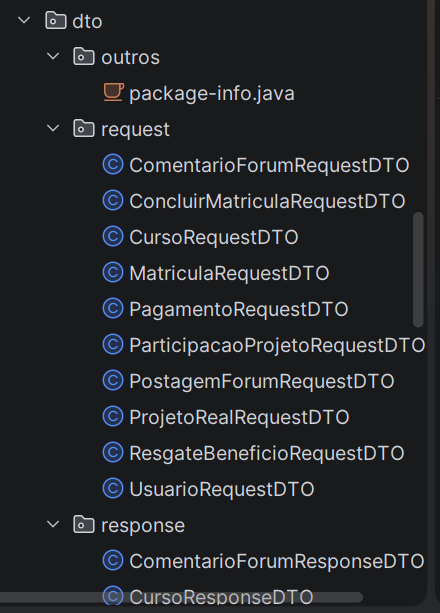 dto
outros
package-info.java
request
ComentarioForumRequestDTO
ConcluirMatriculaRequestDTO
CursoRequestDTO
MatriculaRequestDTO
PagamentoRequestDTO
ParticipacaoProjetoRequestDTO
PostagemForumRequestDTO
ProjetoRealRequestDTO
ResgateBeneficioRequestDTO
UsuarioRequestDTO
response
ComentarioForumResponseDTO
CursoResponseDTO